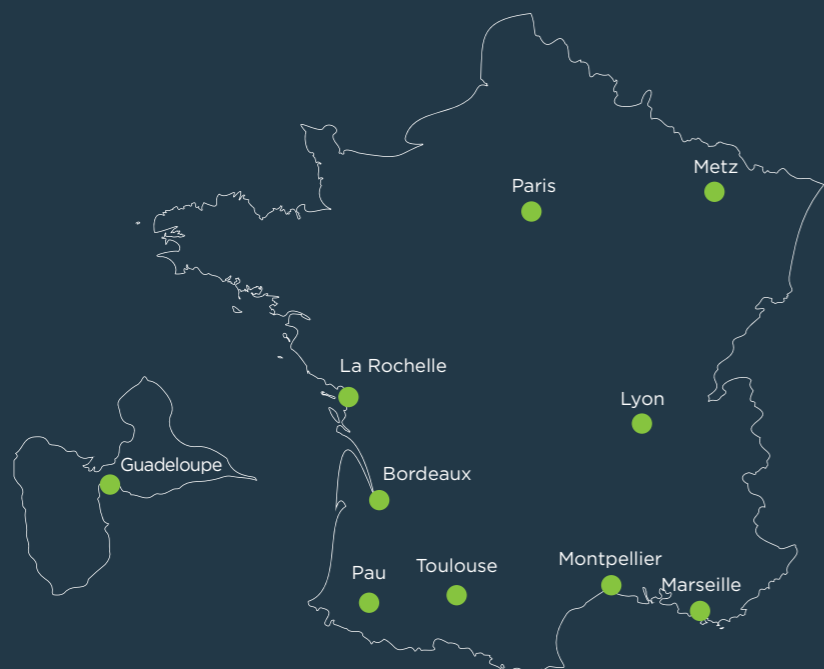 Metz
Paris
La Rochelle
Lyon
Guadeloupe
Bordeaux
Montpellier
Toulouse
Pau
Marseille